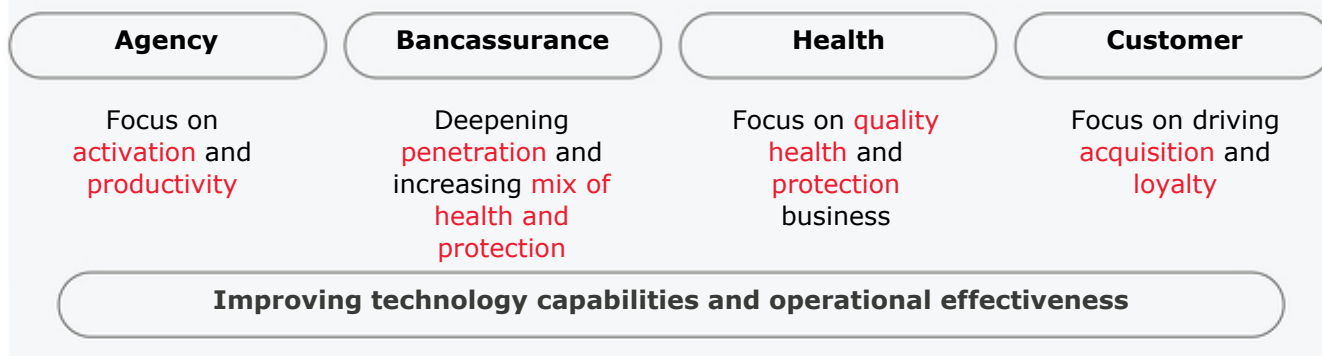 Agency
Focus on
activation and
productivity
Bancassurance
Deepening
penetration and
increasing mix of
health and
protection
Health
Focus on quality
health and
protection
business
Customer
Focus on driving
acquisition and
loyalty
Improving technology capabilities and operational effectiveness